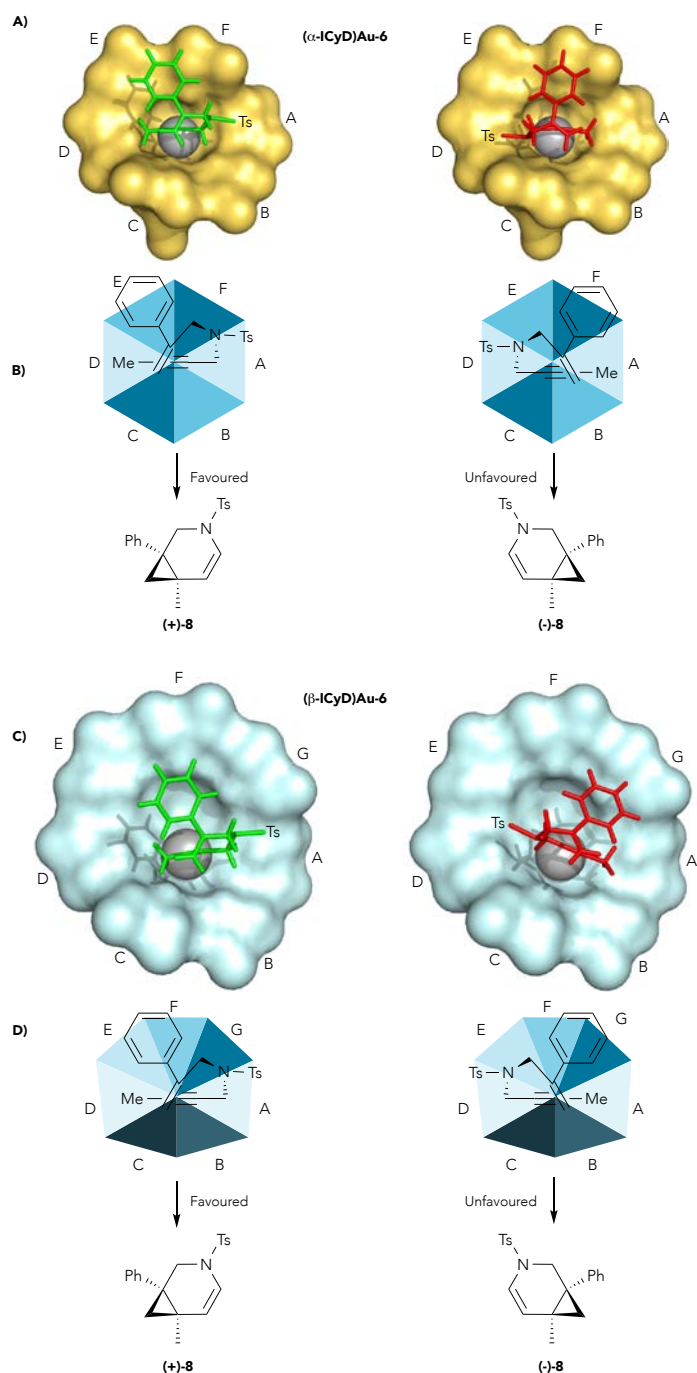 A)
(α-ICyD)Au-6
E F
A
Ts
D
B
C
E F
A
Ts
D
B
C
B)
E F
N Ts
D Me A
C B
E F
Ts N
D Me A
C B
Favoured
Unfavoured
Ts
N
Ph
(+)-8
Ts
N
Ph
(-)-8
C)
(β-ICyD)Au-6
F
E G
Ts
A
D
C B
F
E G
Ts
A
D
C B
D)
F
E G
N Ts
Me
D A
C B
F
E G
Ts N
Me
D A
C B
Favoured
Unfavoured
Ts
N
Ph
(+)-8
Ts
N
Ph
(-)-8